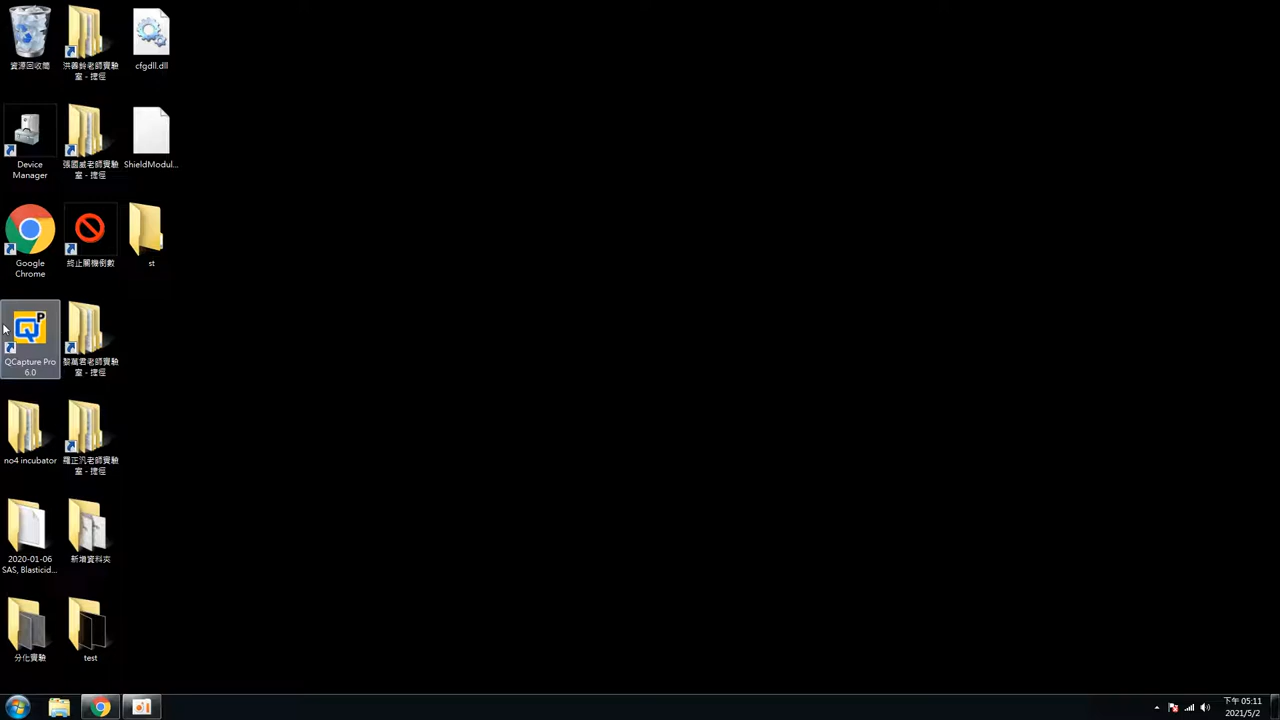 資源回收筒
洪善鈴老師實驗
室 - 捷徑
cfgdll.dll
Device
Manager
張國威老師實驗
室 - 捷徑
ShieldModul...
Google
Chrome
終止關機倒數
st
QCapture Pro
6.0
黎萬君老師實驗
室 - 捷徑
no4 incubator
羅正汎老師實驗
室 - 捷徑
2020-01-06
SAS, Blasticid...
新增資料夾
分化實驗
test
下午 05:11
2021/5/2